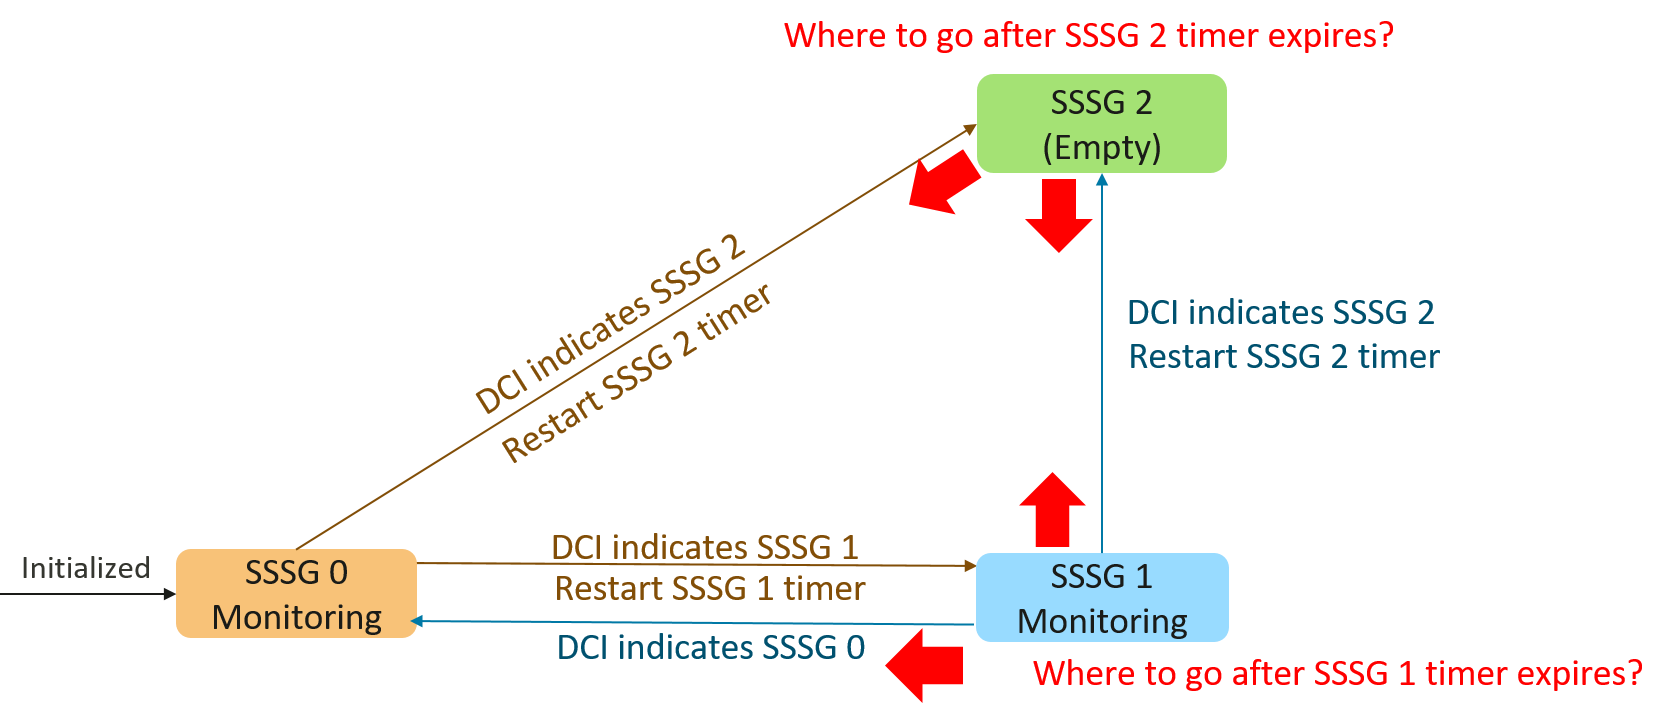 Where to go after SSSG 2 timer expires?
SSSG 2
(Empty)
DCI indicates SSSG 2
Restart SSSG 2 timer
DCI indicates SSSG 2
Restart SSSG 2 timer
Initialized
SSSG 0
Monitoring
DCI indicates SSSG 1
Restart SSSG 1 timer
DCI indicates SSSG 0
SSSG 1
Monitoring
Where to go after SSSG 1 timer expires?